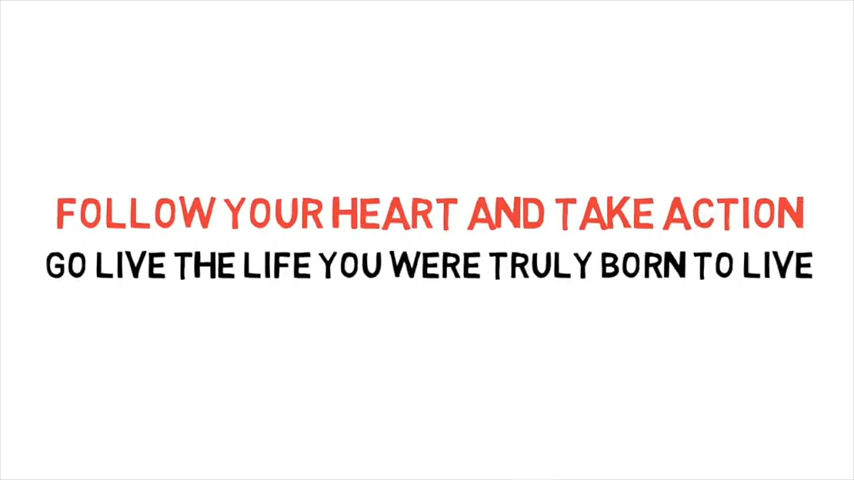 FOLLOW YOUR HEART AND TAKE ACTION
GO LIVE THE LIFE YOU WERE TRULY BORN TO LIVE